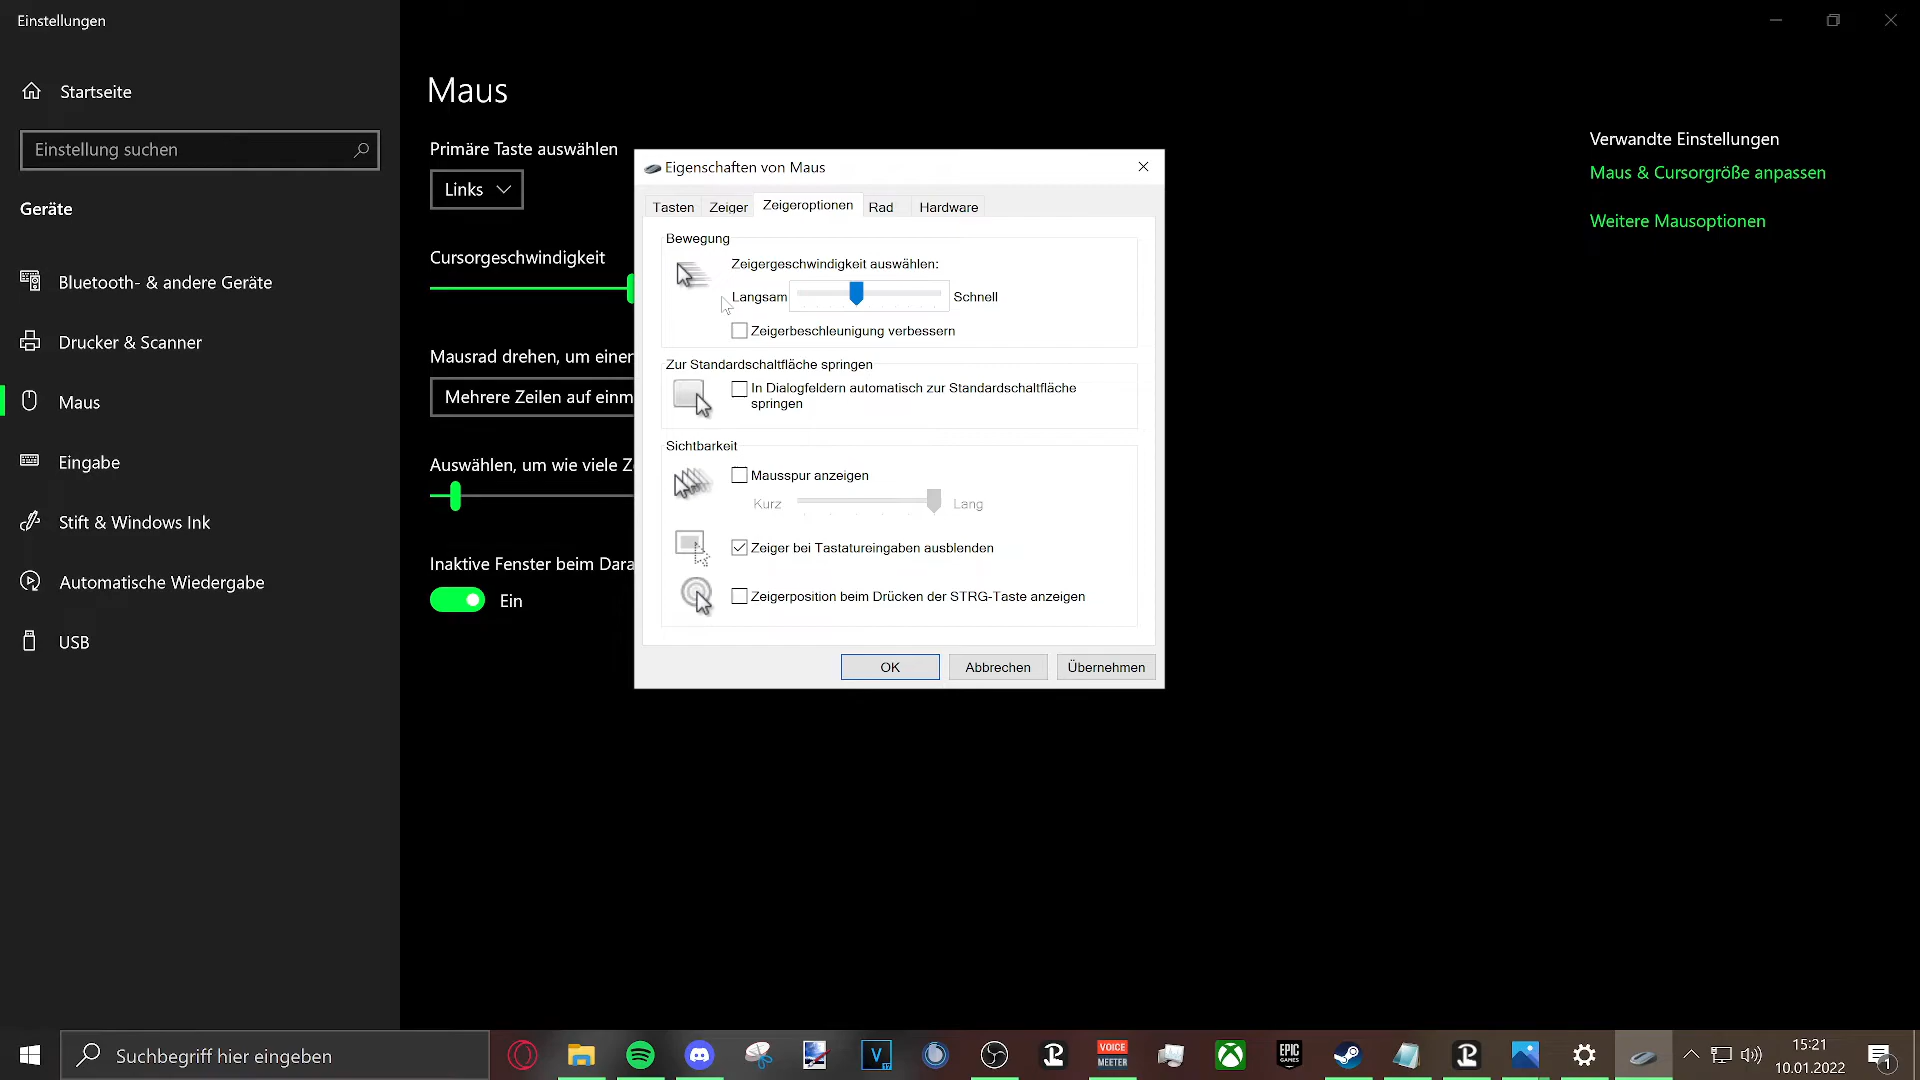 Einstellungen
Startseite
Einstellung suchen
Geräte
Bluetooth- & andere Geräte
Drucker & Scanner
Maus
Eingabe
Stift & Windows Ink
Automatische Wiedergabe
USB
Maus
Primäre Taste auswählen
Links
Cursorgeschwindigkeit
Mausrad drehen, um einen
Mehrere Zeilen auf einm
Auswählen, um wie viele Ze
Inaktive Fenster beim Dara
Ein
Eigenschaften von Maus
Tasten Zeiger Zeigeroptionen Rad Hardware
Bewegung
Zeigergeschwindigkeit auswählen:
Langsam Schnell
Zeigerbeschleunigung verbessern
Zur Standardschaltfläche springen
In Dialogfeldern automatisch zur Standardschaltfläche
springen
Sichtbarkeit
Mausspur anzeigen
Kurz Lang
Zeiger bei Tastatureingaben ausblenden
Zeigerposition beim Drücken der STRG-Taste anzeigen
OK Abbrechen Übernehmen
Verwandte Einstellungen
Maus & Cursorgröße anpassen
Weitere Mausoptionen
Suchbegriff hier eingeben
V
VOICE
MEETER
EPIC
GAMES
15:21
10.01.2022
1